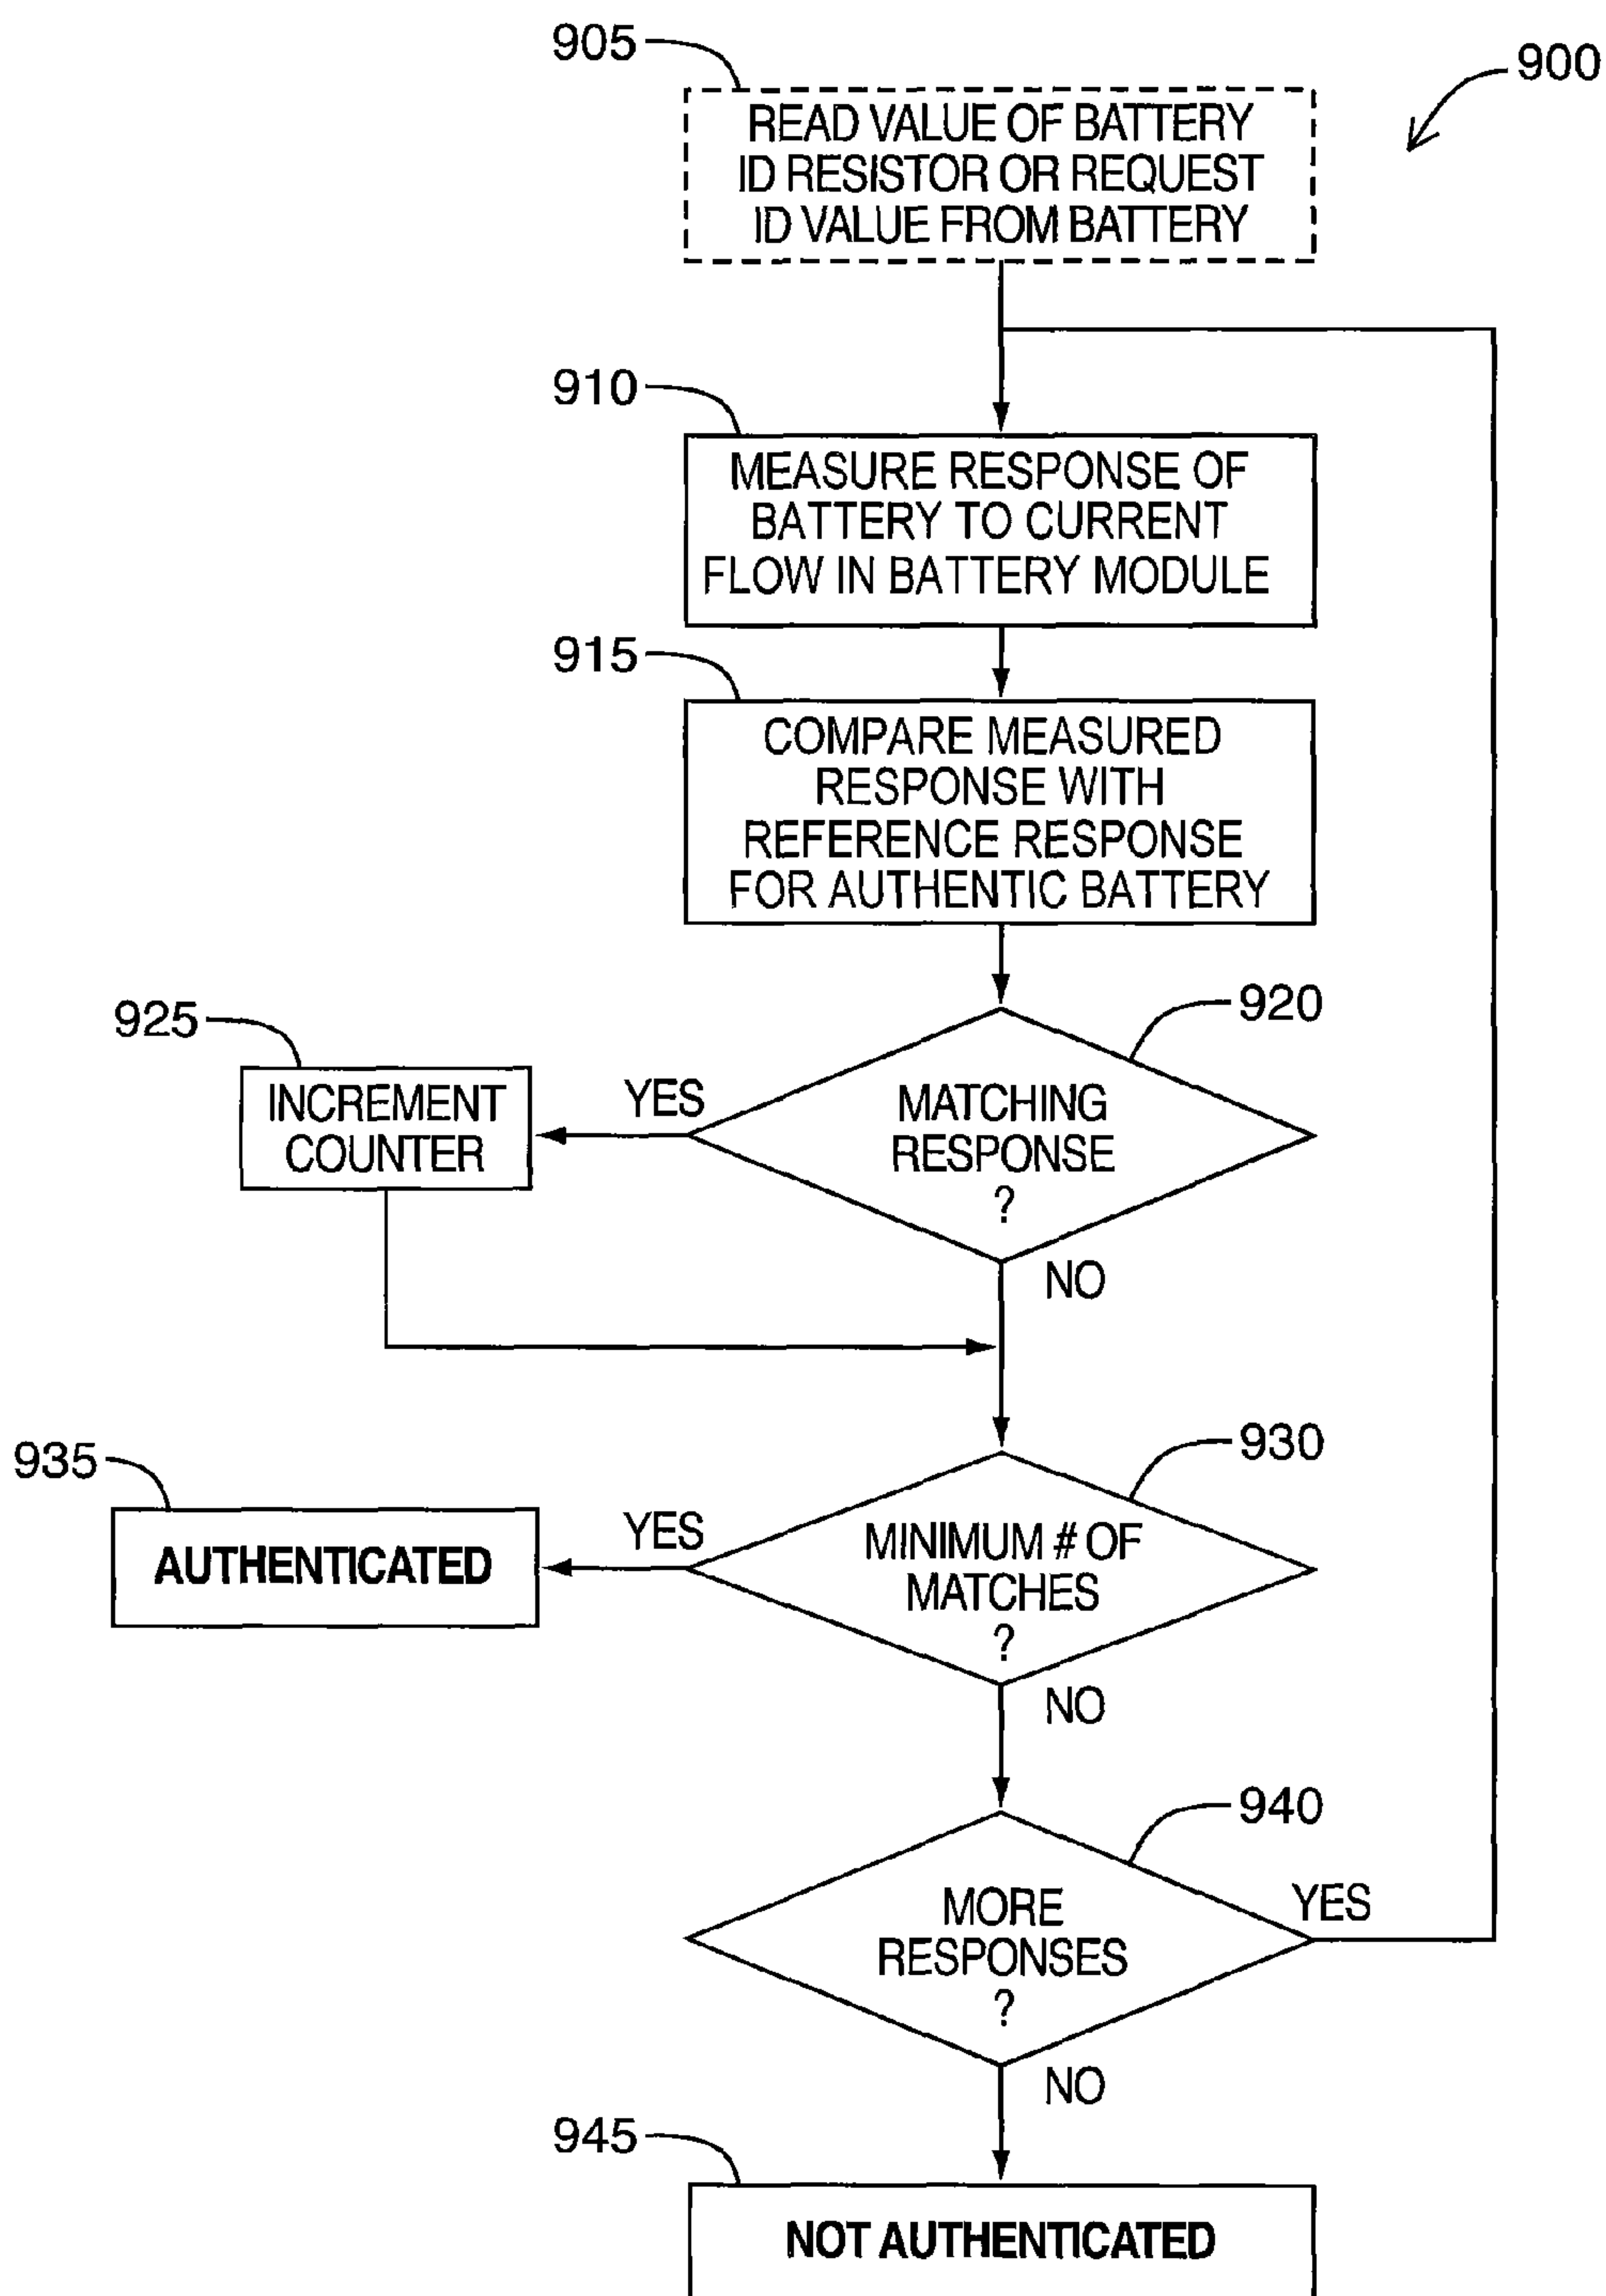 905
900
READ VALUE OF BATTERY
ID RESISTOR OR REQUEST
ID VALUE FROM BATTERY
910
MEASURE RESPONSE OF
BATTERY TO CURRENT
FLOW IN BATTERY MODULE
915
COMPARE MEASURED
RESPONSE WITH
REFERENCE RESPONSE
FOR AUTHENTIC BATTERY
920
925
INCREMENT
COUNTER
YES
MATCHING
RESPONSE
?
NO
930
935
AUTHENTICATED
YES
MINIMUM # OF
MATCHES
?
NO
940
MORE
RESPONSES
?
YES
NO
945
NOT AUTHENTICATED